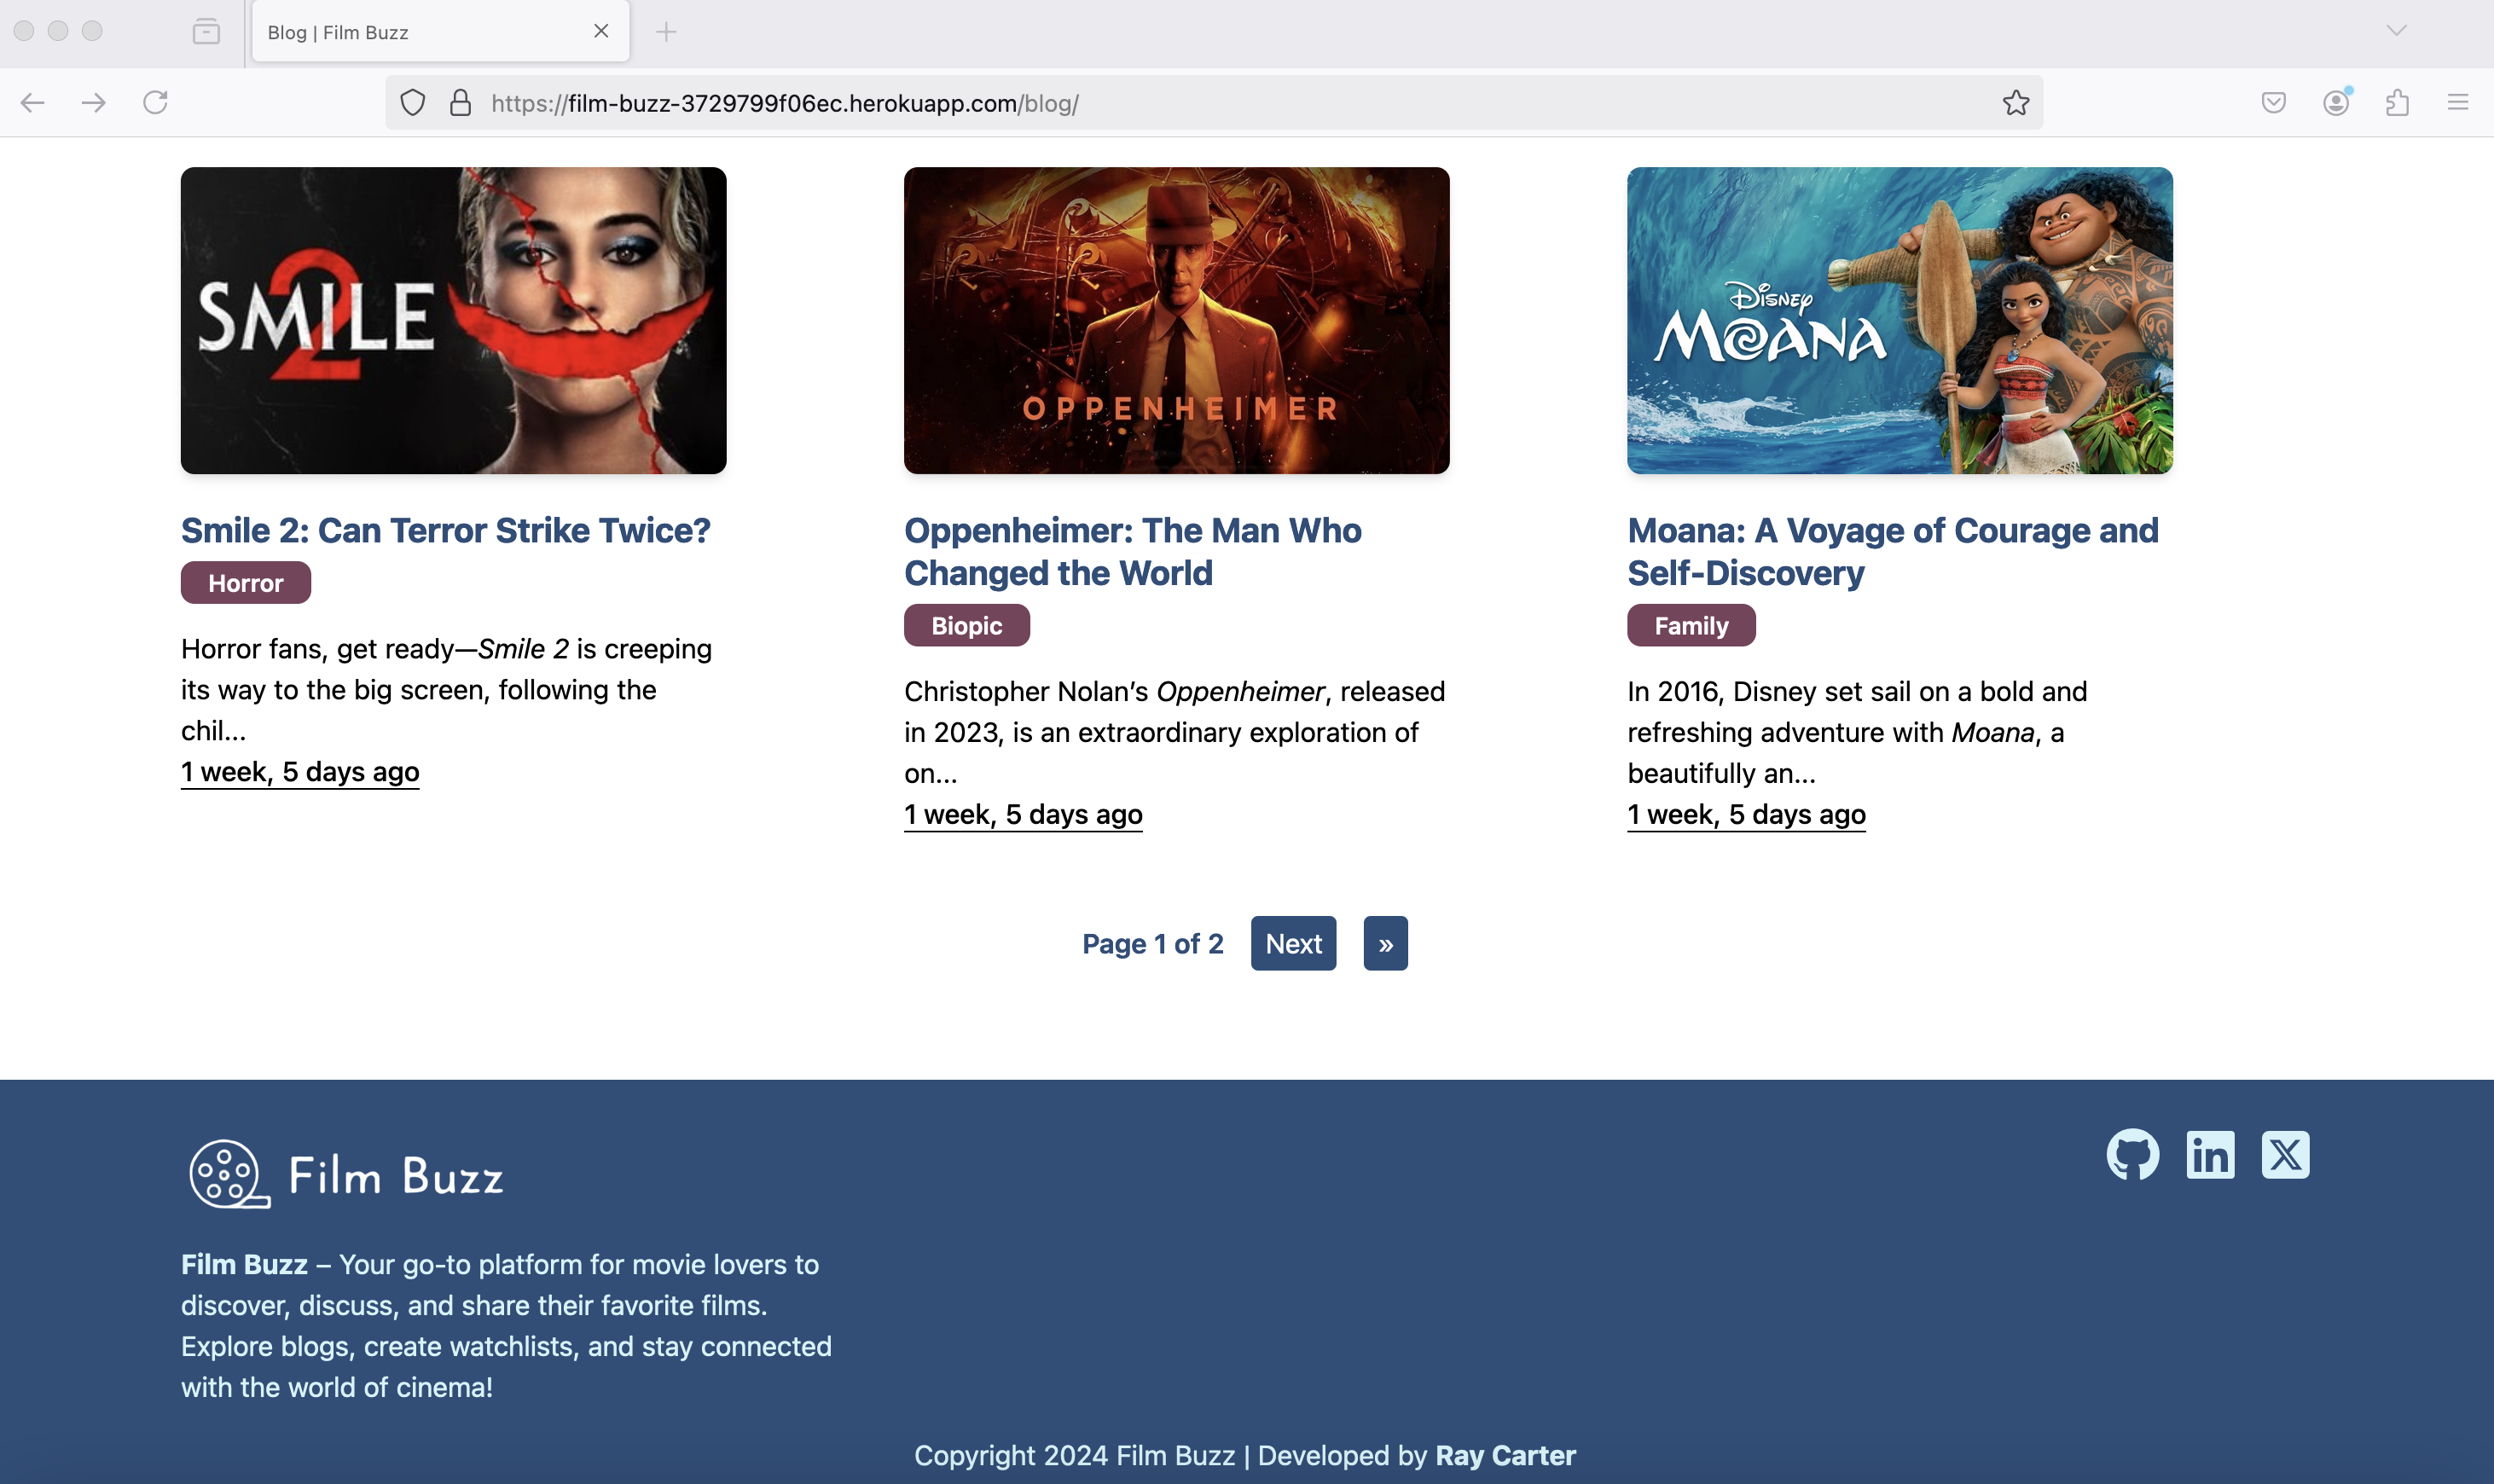 Blog | Film Buzz
https://film-buzz-3729799f06ec.herokuapp.com/blog/
SMILE
2
OPPENHEIMER
Disney
MOANA
Smile 2: Can Terror Strike Twice?
Horror
Horror fans, get ready—Smile 2 is creeping
its way to the big screen, following the
chil...
1 week, 5 days ago
Oppenheimer: The Man Who
Changed the World
Biopic
Christopher Nolan’s Oppenheimer, released
in 2023, is an extraordinary exploration of
on...
1 week, 5 days ago
Moana: A Voyage of Courage and
Self-Discovery
Family
In 2016, Disney set sail on a bold and
refreshing adventure with Moana, a
beautifully an...
1 week, 5 days ago
Page 1 of 2 Next »
Film Buzz
in X
Film Buzz – Your go-to platform for movie lovers to
discover, discuss, and share their favorite films.
Explore blogs, create watchlists, and stay connected
with the world of cinema!
Copyright 2024 Film Buzz | Developed by Ray Carter